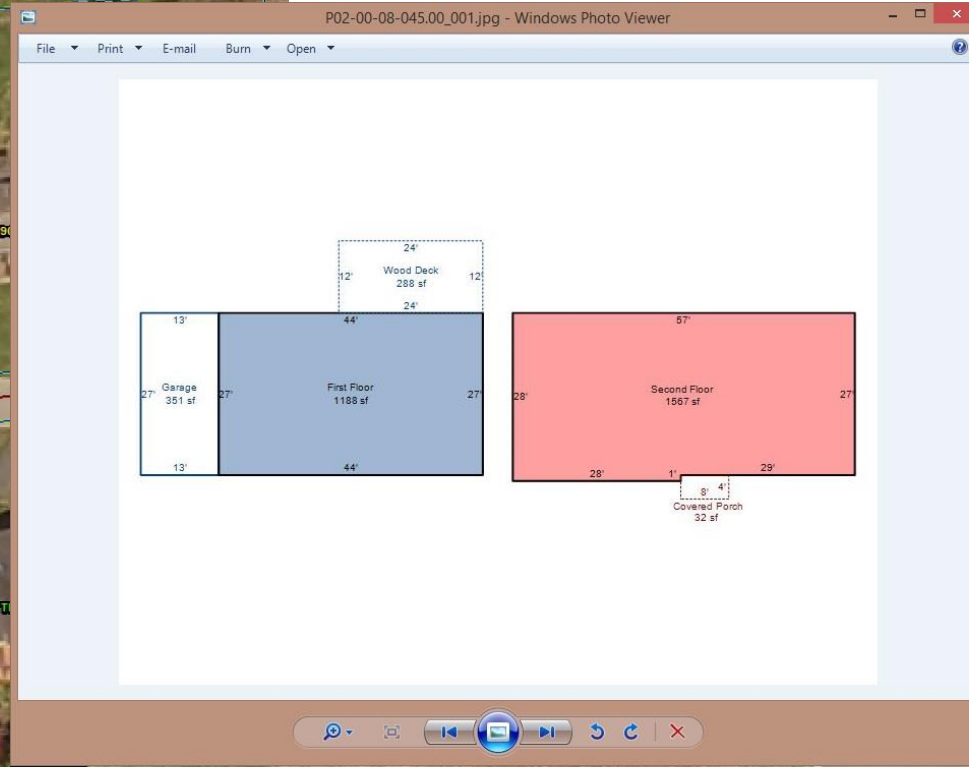 P02-00-08-045.00_001.jpg - Windows Photo Viewer
File Print E-mail Burn Open
24'
12' Wood Deck 12'
288 sf
24'
13' 44' 57'
27' Garage 27' First Floor 27' 28' Second Floor 27'
351 sf 1188 sf 1567 sf
13' 44' 28' 1' 29'
8' 4'
Covered Porch
32 sf